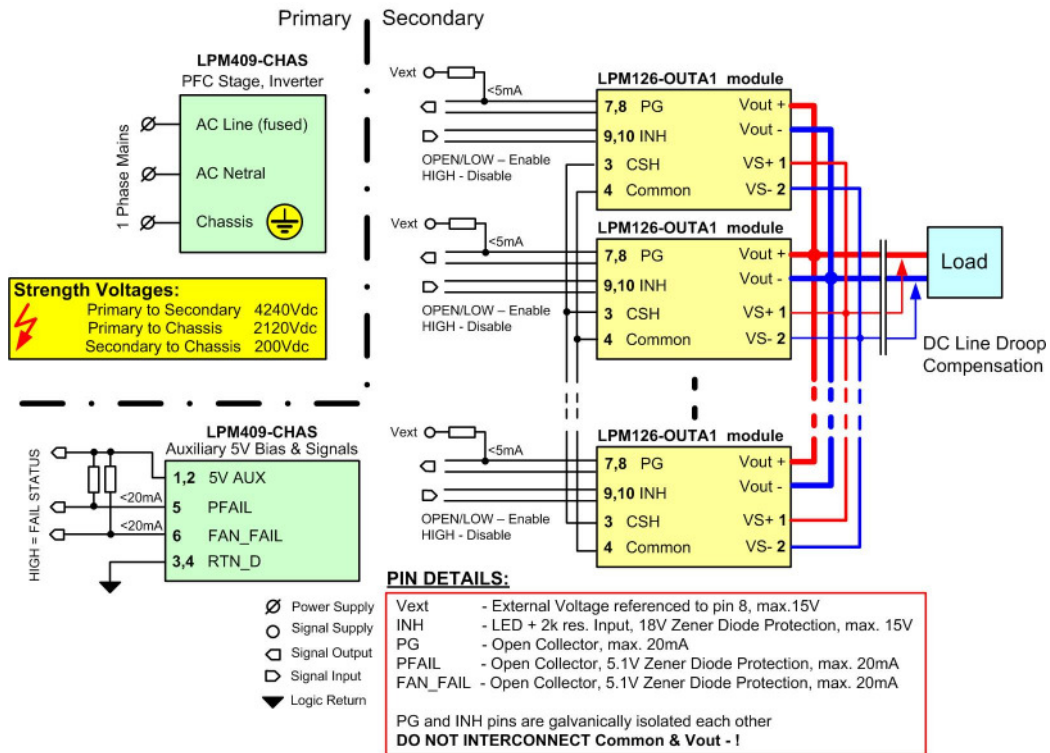 Primary
Secondary
LPM409-CHAS
PFC Stage, Inverter
1 Phase Mains
AC Line (fused)
AC Netral
Chassis
Strength Voltages:
Primary to Secondary 4240Vdc
Primary to Chassis 2120Vdc
Secondary to Chassis 200Vdc
LPM409-CHAS
Auxiliary 5V Bias & Signals
HIGH = FAIL STATUS
1,2 5V AUX
<20mA
5 PFAIL
<20mA
6 FAN_FAIL
3,4 RTN_D
Vext
<5mA
OPEN/LOW – Enable
HIGH - Disable
LPM126-OUTA1 module
7,8 PG Vout +
9,10 INH Vout -
3 CSH VS+ 1
4 Common VS- 2
Vext
<5mA
OPEN/LOW – Enable
HIGH - Disable
LPM126-OUTA1 module
7,8 PG Vout +
9,10 INH Vout -
3 CSH VS+ 1
4 Common VS- 2
Load
DC Line Droop
Compensation
Vext
<5mA
OPEN/LOW – Enable
HIGH - Disable
LPM126-OUTA1 module
7,8 PG Vout +
9,10 INH Vout -
3 CSH VS+ 1
4 Common VS- 2
Power Supply
Signal Supply
Signal Output
Signal Input
Logic Return
PIN DETAILS:
Vext - External Voltage referenced to pin 8, max.15V
INH - LED + 2k res. Input, 18V Zener Diode Protection, max. 15V
PG - Open Collector, max. 20mA
PFAIL - Open Collector, 5.1V Zener Diode Protection, max. 20mA
FAN_FAIL - Open Collector, 5.1V Zener Diode Protection, max. 20mA
PG and INH pins are galvanically isolated each other
DO NOT INTERCONNECT Common & Vout - !